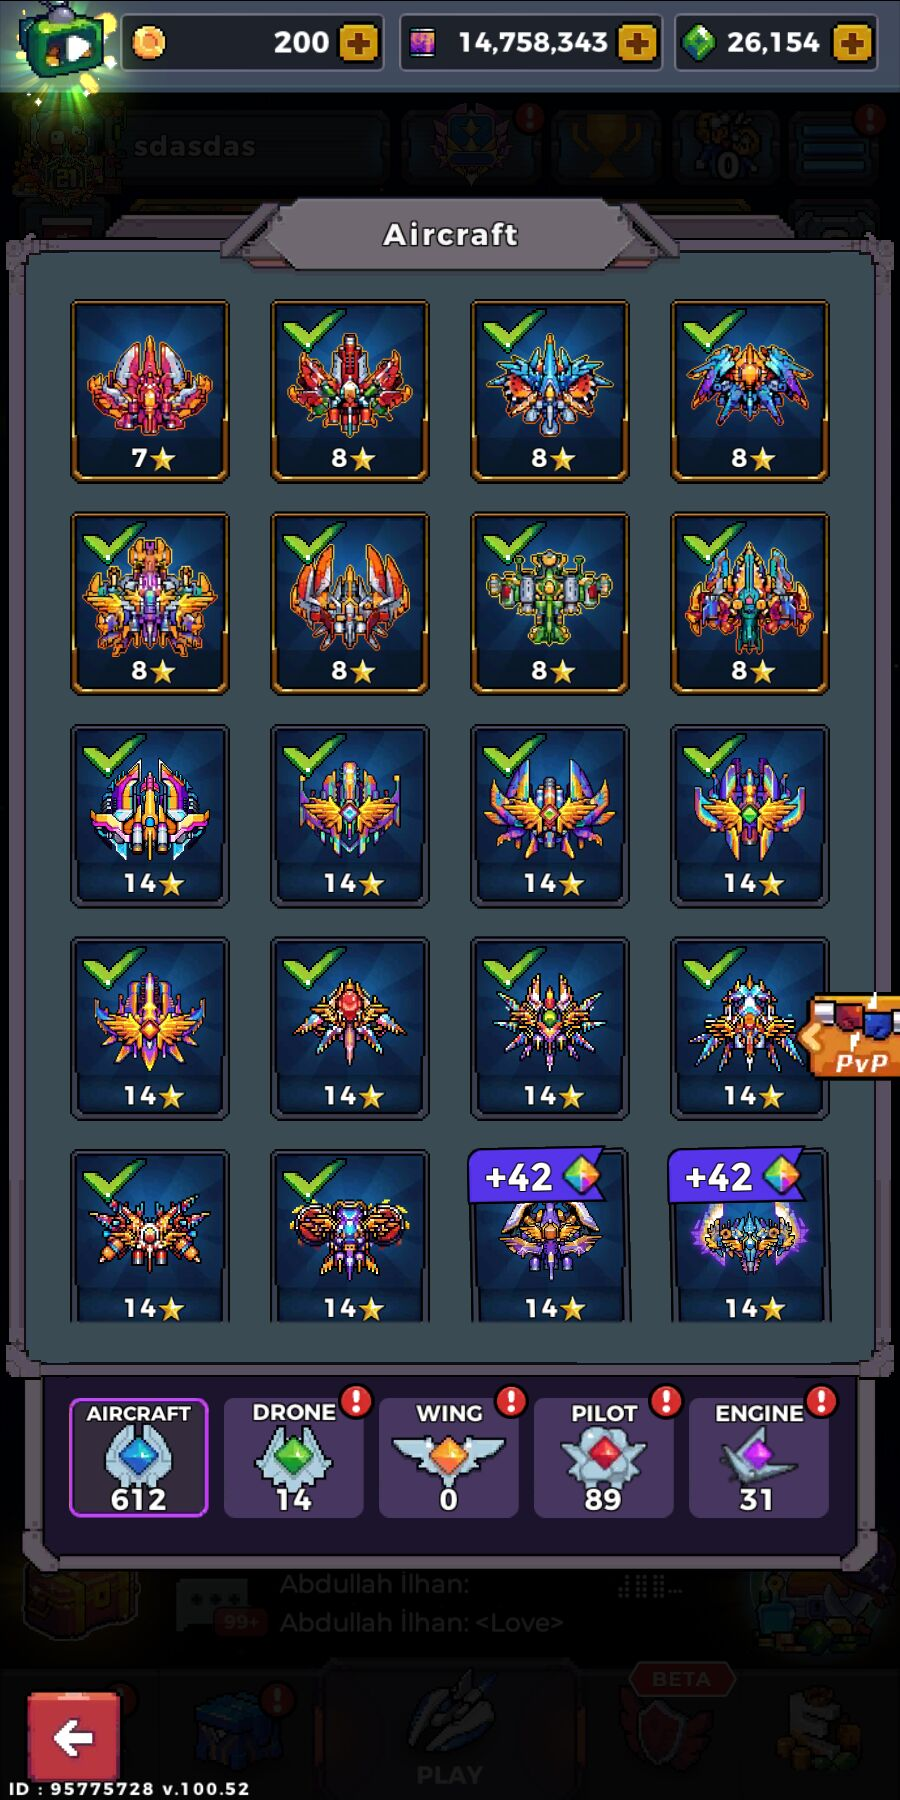 200
14,758,343
26,154
21
sdasdas
0
Aircraft
7
8
8
8
8
8
8
8
14
14
14
14
14
14
14
14
PvP
14
14
+42
14
+42
14
AIRCRAFT
612
DRONE
14
WING
0
PILOT
89
ENGINE
31
Abdullah İlhan:
99+
Abdullah İlhan: <Love>
BETA
PLAY
ID : 95775728 v.100.52